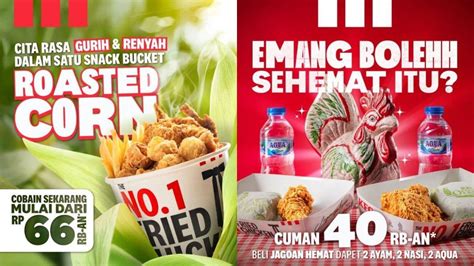 CITA RASA GURIH & RENYAH
DALAM SATU SNACK BUCKET
ROASTED
CORN
THE NO.1
COBAIN SEKARANG
MULAI DARI
RP 66 RB-AN
EMANG BOLEHH
SEHEMAT ITU?
AQUA
AQUA
CUMAN 40 RB-AN*
BELI JAGOAN HEMAT DAPET 2 AYAM, 2 NASI, 2 AQUA